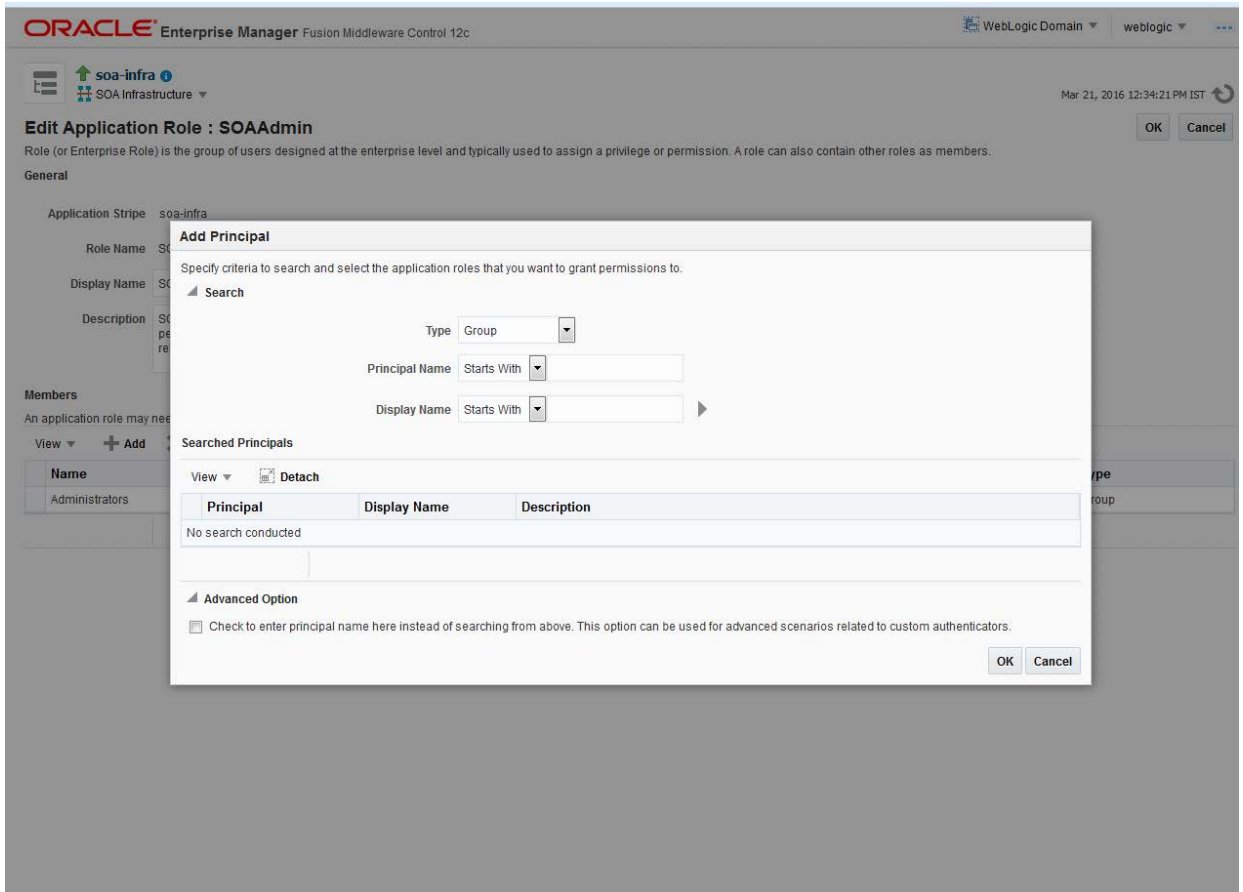 ORACLE Enterprise Manager Fusion Middleware Control 12c WebLogic Domain weblogic
soa-infra
SOA Infrastructure Mar 21, 2016 12:34:21 PM IST
Edit Application Role : SOAAdmin OK Cancel
Role (or Enterprise Role) is the group of users designed at the enterprise level and typically used to assign a privilege or permission. A role can also contain other roles as members.
General
Application Stripe soa-infra
Role Name
Display Name
Description
Members
An application role may
View Add
Name
Administrators
Add Principal
Specify criteria to search and select the application roles that you want to grant permissions to.
Search
Type Group
Principal Name Starts With
Display Name Starts With
Searched Principals
View Detach
Principal Display Name Description
No search conducted
Advanced Option
Check to enter principal name here instead of searching from above. This option can be used for advanced scenarios related to custom authenticators.
OK Cancel